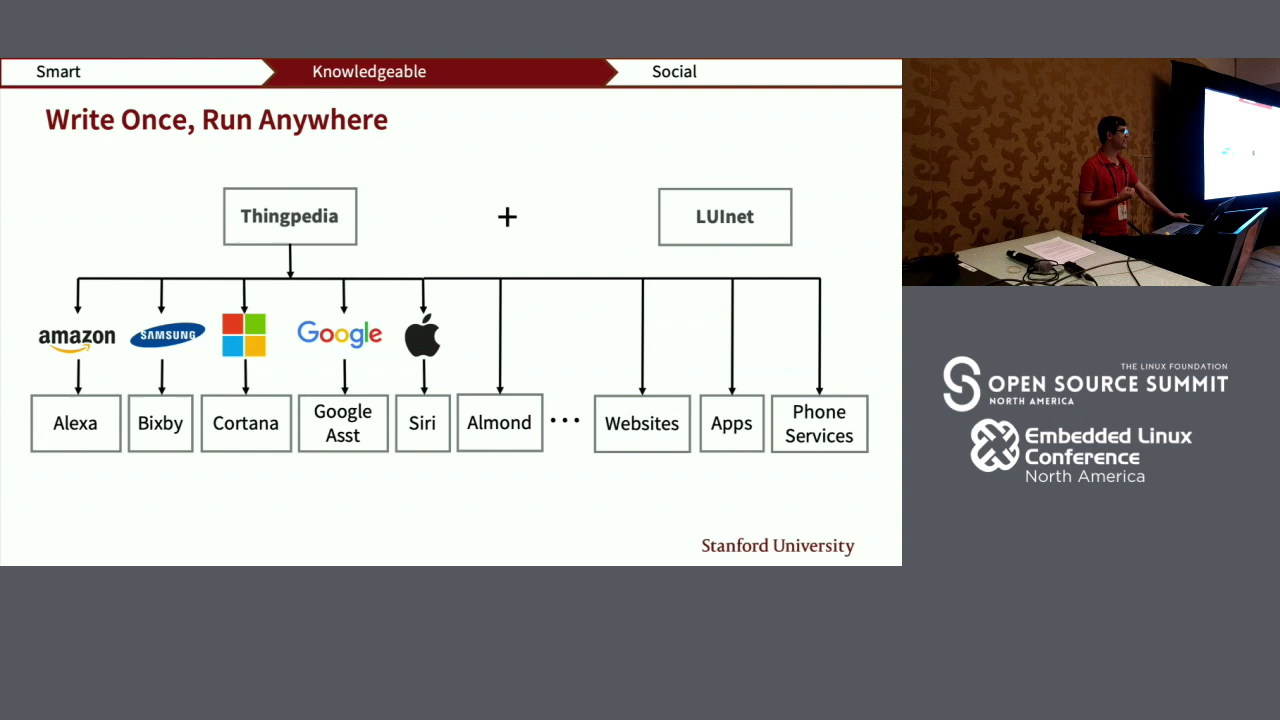 Smart
Knowledgeable
Social
Write Once, Run Anywhere
Thingpedia
+
LUInet
amazon
SAMSUNG
Google
Alexa
Bixby
Cortana
Google
Asst
Siri
Almond
...
Websites
Apps
Phone
Services
Stanford University
THE LINUX FOUNDATION
OPEN SOURCE SUMMIT
NORTH AMERICA
Embedded Linux
Conference
North America